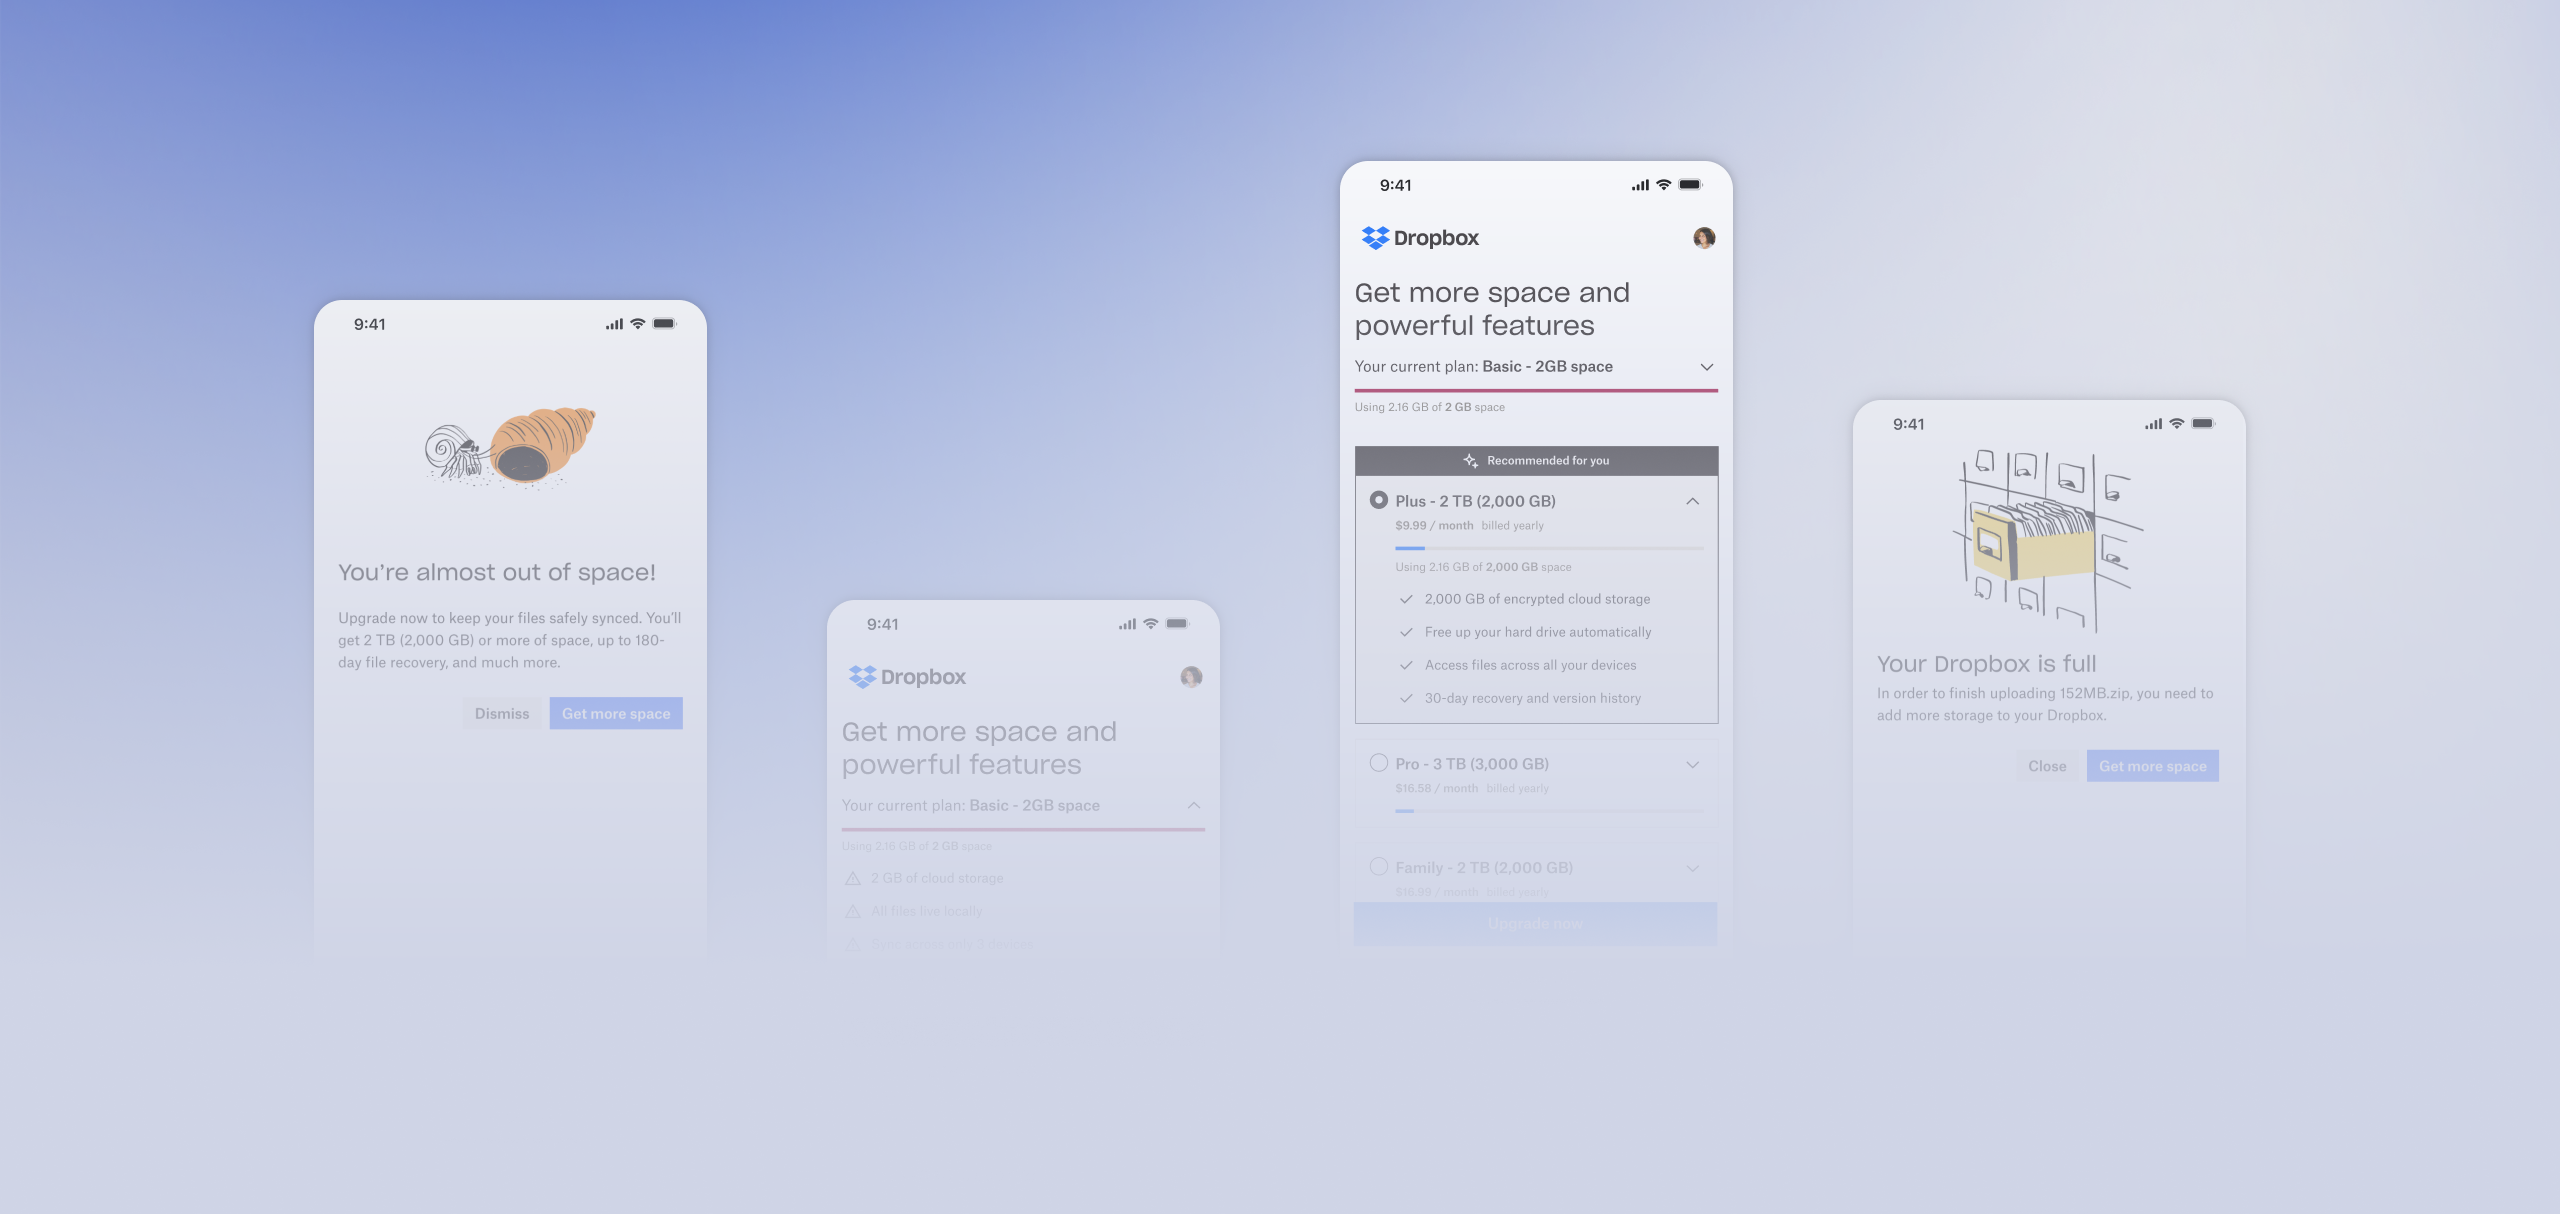 9:41
You're almost out of space!
Upgrade now to keep your files safely synced. You'll
get 2 TB (2,000 GB) or more of space, up to 180-
day file recovery, and much more.
Dismiss
Get more space
9:41
Dropbox
Get more space and
powerful features
Your current plan: Basic - 2GB space
Using 2.16 GB of 2 GB space
2 GB of cloud storage
All files live locally
Sync across only 3 devices
9:41
Dropbox
Get more space and
powerful features
Your current plan: Basic - 2GB space
Using 2.16 GB of 2 GB space
Recommended for you
Plus - 2 TB (2,000 GB)
$9.99 / month billed yearly
Using 2.16 GB of 2,000 GB space
2,000 GB of encrypted cloud storage
Free up your hard drive automatically
Access files across all your devices
30-day recovery and version history
Pro - 3 TB (3,000 GB)
$16.58 / month billed yearly
Family - 2 TB (2,000 GB)
$16.99 / month billed yearly
Upgrade now
9:41
Your Dropbox is full
In order to finish uploading 152MB.zip, you need to
add more storage to your Dropbox.
Close
Get more space